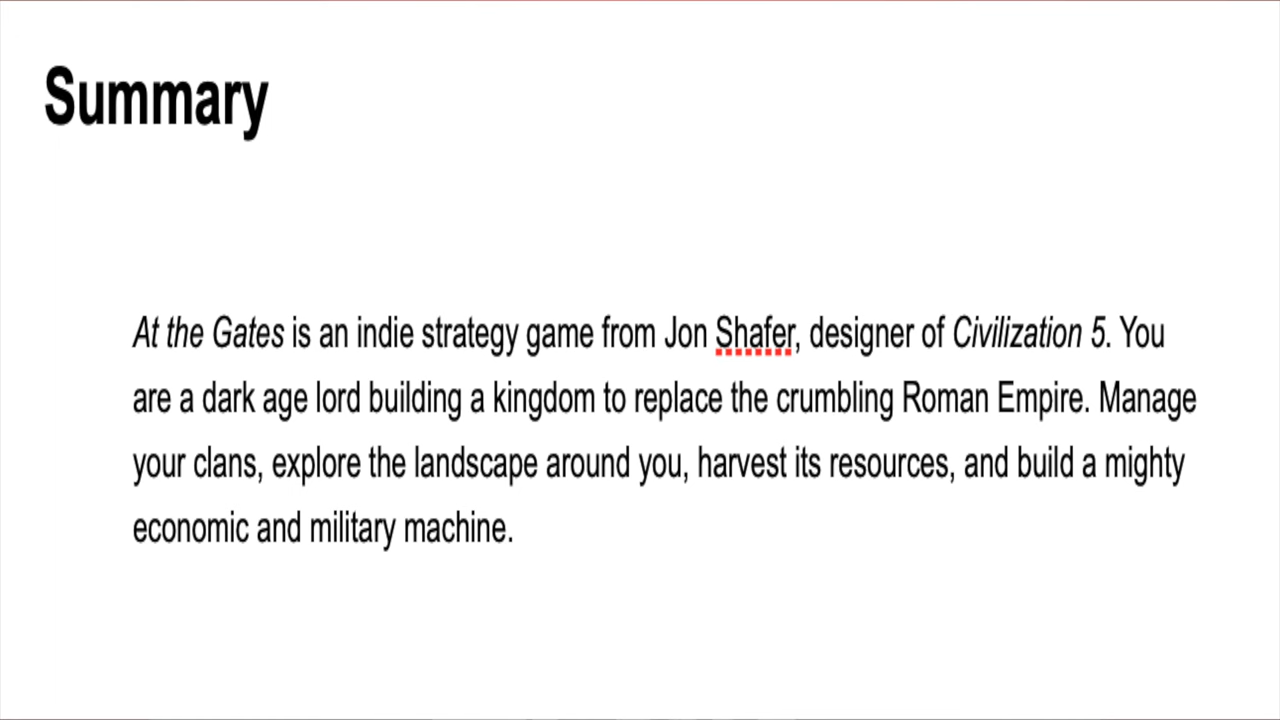 Summary
At the Gates is an indie strategy game from Jon Shafer, designer of Civilization 5. You
are a dark age lord building a kingdom to replace the crumbling Roman Empire. Manage
your clans, explore the landscape around you, harvest its resources, and build a mighty
economic and military machine.